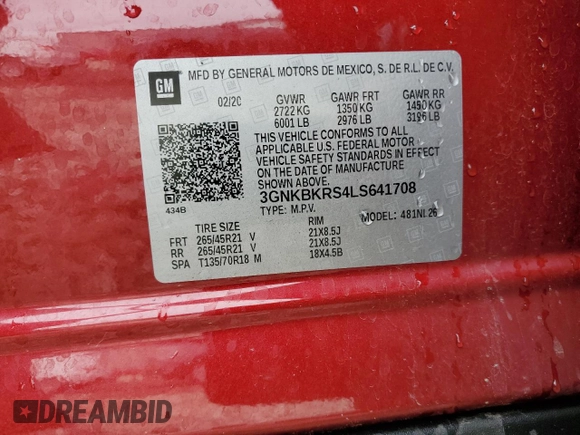 GM
MFD BY GENERAL MOTORS DE MEXICO, S. DE R.L. DE C.V.
02/20 GVWR GAWR FRT GAWR RR
2722 KG 1350 KG 1450 KG
6001 LB 2976 LB 3196 LB
THIS VEHICLE CONFORMS TO ALL
APPLICABLE U.S. FEDERAL MOTOR
VEHICLE SAFETY STANDARDS IN EFFECT
ON THE DATE OF MANUFACTURE
SHOWN ABOVE.
3GNKBKRS4LS641708
434B TYPE: M.P.V. MODEL: 481NL26
TIRE SIZE RIM
FRT 265/45R21 V 21X8.5J
RR 265/45R21 V 21X8.5J
SPA T135/70R18 M 18X4.5B
DREAMBID